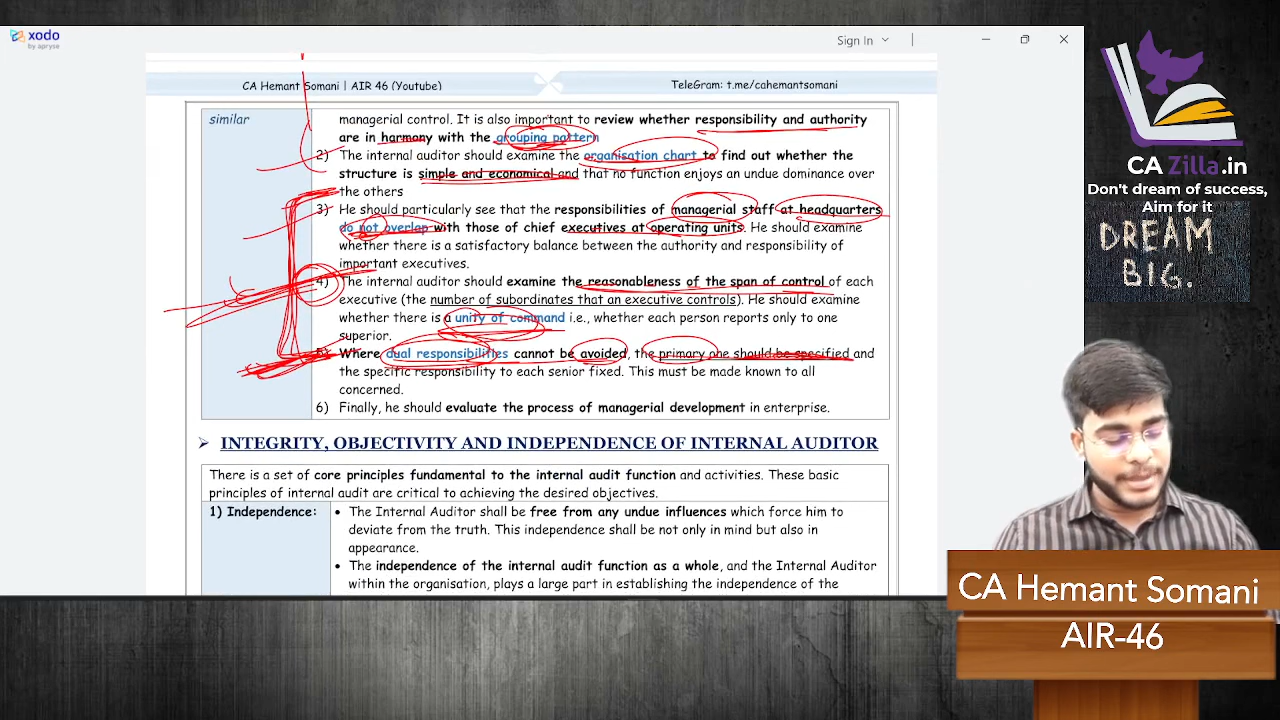 xodo
by apryse
Sign In
CA Hemant Somani | AIR 46 (Youtube)
TeleGram: t.me/cahemantsomani
similar
managerial control. It is also important to review whether responsibility and authority
are in harmony with the grouping pattern
2) The internal auditor should examine the organisation chart to find out whether the
structure is simple and economical and that no function enjoys an undue dominance over
the others
3) He should particularly see that the responsibilities of managerial staff at headquarters
do not overlap with those of chief executives at operating units. He should examine
whether there is a satisfactory balance between the authority and responsibility of
important executives.
4) The internal auditor should examine the reasonableness of the span of control of each
executive (the number of subordinates that an executive controls). He should examine
whether there is a unity of command i.e., whether each person reports only to one
superior.
5) Where dual responsibilities cannot be avoided, the primary one should be specified and
the specific responsibility to each senior fixed. This must be made known to all
concerned.
6) Finally, he should evaluate the process of managerial development in enterprise.
INTEGRITY, OBJECTIVITY AND INDEPENDENCE OF INTERNAL AUDITOR
There is a set of core principles fundamental to the internal audit function and activities. These basic
principles of internal audit are critical to achieving the desired objectives.
1) Independence:
• The Internal Auditor shall be free from any undue influences which force him to
deviate from the truth. This independence shall be not only in mind but also in
appearance.
• The independence of the internal audit function as a whole, and the Internal Auditor
within the organisation, plays a large part in establishing the independence of the
CA Zilla.in
Don't dream of success,
Aim for it
DREAM
BIG.
CA Hemant Somani
AIR-46